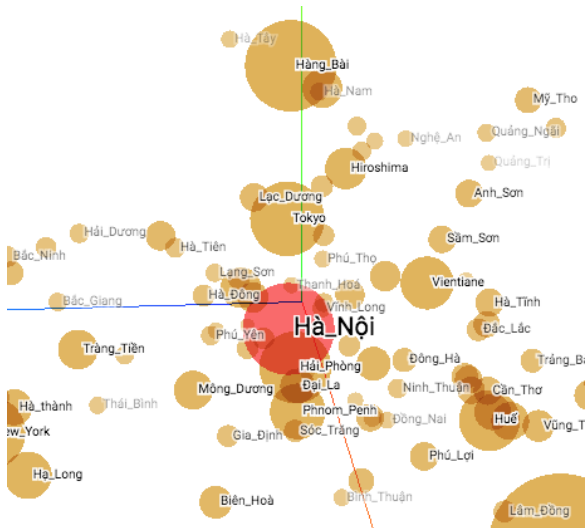 Hà_Tây
Hàng_Bài
Hà_Nam
Mỹ_Tho
Nghệ_An
Quảng_Ngãi
Hiroshima
Quảng_Trị
Lạc_Dương
Anh_Sơn
Tokyo
Hải_Dương
Sầm_Sơn
Hà_Tiên
Bắc_Ninh
Phú_Thọ
Lạng_Sơn
Thanh_Hoá
Vientiane
Hà_Đông
Bắc_Giang
Vĩnh_Long
Hà_Tĩnh
Hà_Nội
Đắc_Lắc
Phú_Yên
Tràng_Tiền
Hải_Phòng
Đông_Hà
Trảng_Bà
Mông_Dương
Đại_La
Ninh_Thuận
Cần_Thơ
Hà_thành
Thái_Bình
Phnom_Penh
Đồng_Nai
Huế
ew_York
Gia_Định
Sóc_Trăng
Vũng_T
Phú_Lợi
Hạ_Long
Biên_Hoà
Bình_Thuận
Lâm_Đồng